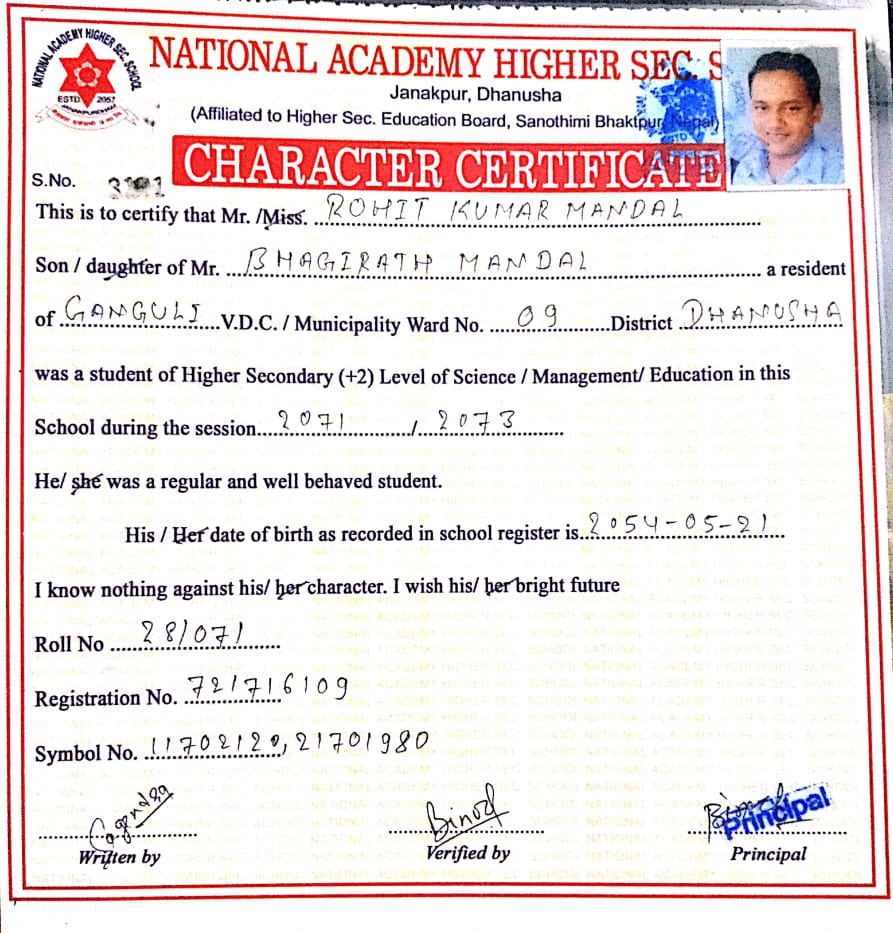 NATIONAL ACADEMY HIGHER SEC. SCHOOL
ESTD 2057
NATIONAL ACADEMY HIGHER SEC. S
Janakpur, Dhanusha
(Affiliated to Higher Sec. Education Board, Sanothimi Bhaktpur, Nepal)
CHARACTER CERTIFICATE
S.No.
This is to certify that Mr. /Miss. ROHIT KUMAR MANDAL
Son / daughter of Mr. BHAGIRATH MANDAL a resident
of GANGULI V.D.C. / Municipality Ward No. 09 District DHANUSHA
was a student of Higher Secondary (+2) Level of Science / Management/ Education in this
School during the session 2071 / 2073
He/ she was a regular and well behaved student.
His / Her date of birth as recorded in school register is 2054-05-21
I know nothing against his/ her character. I wish his/ her bright future
Roll No 28/071
Registration No. 721716109
Symbol No. 11702120, 21701980
Binod
Principal
Written by
Verified by
Principal